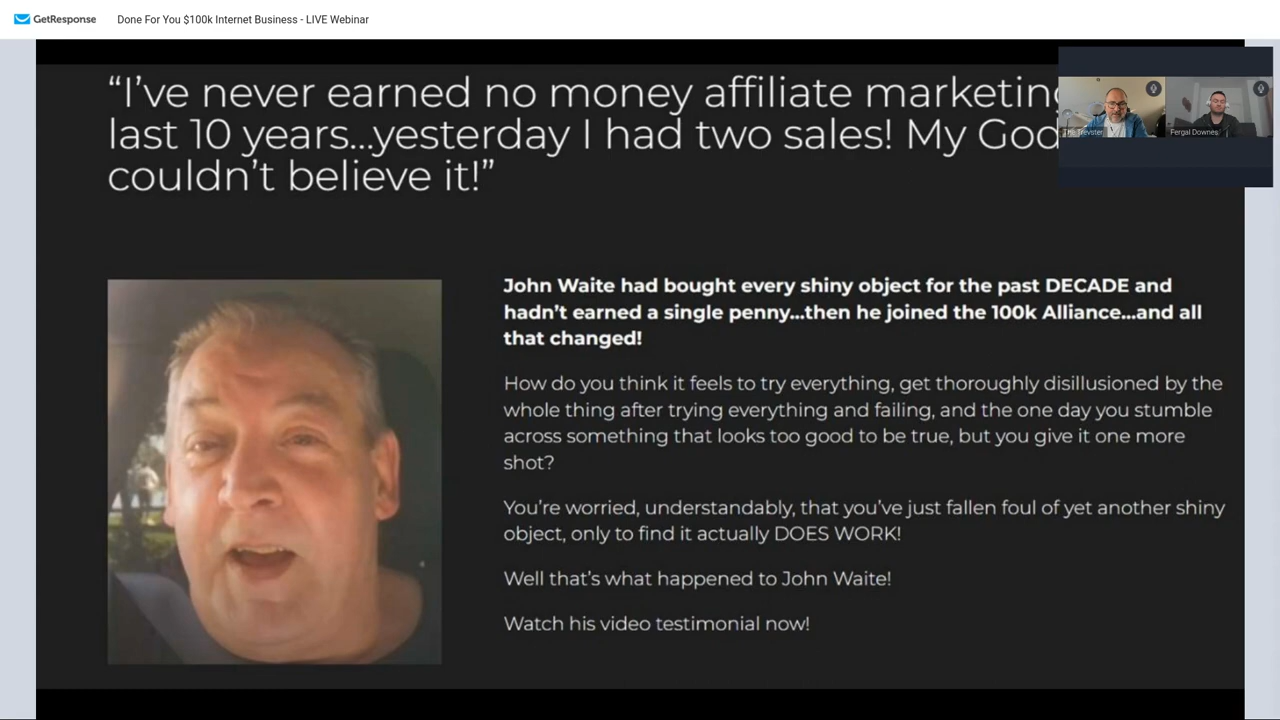 GetResponse
Done For You $100k Internet Business - LIVE Webinar
“I’ve never earned no money affiliate marketing
last 10 years...yesterday I had two sales! My God
couldn’t believe it!”
The Trevster
Fergal Downes
John Waite had bought every shiny object for the past DECADE and
hadn’t earned a single penny...then he joined the 100k Alliance...and all
that changed!
How do you think it feels to try everything, get thoroughly disillusioned by the
whole thing after trying everything and failing, and the one day you stumble
across something that looks too good to be true, but you give it one more
shot?
You’re worried, understandably, that you’ve just fallen foul of yet another shiny
object, only to find it actually DOES WORK!
Well that’s what happened to John Waite!
Watch his video testimonial now!